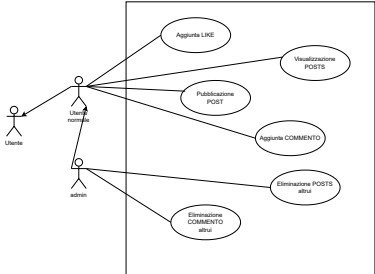 Aggiunta LIKE
Visualizzazione
POSTS
Pubblicazione
POST
Utente
normale
Utente
Aggiunta COMMENTO
admin
Eliminazione POSTS
altrui
Eliminazione
COMMENTO
altrui